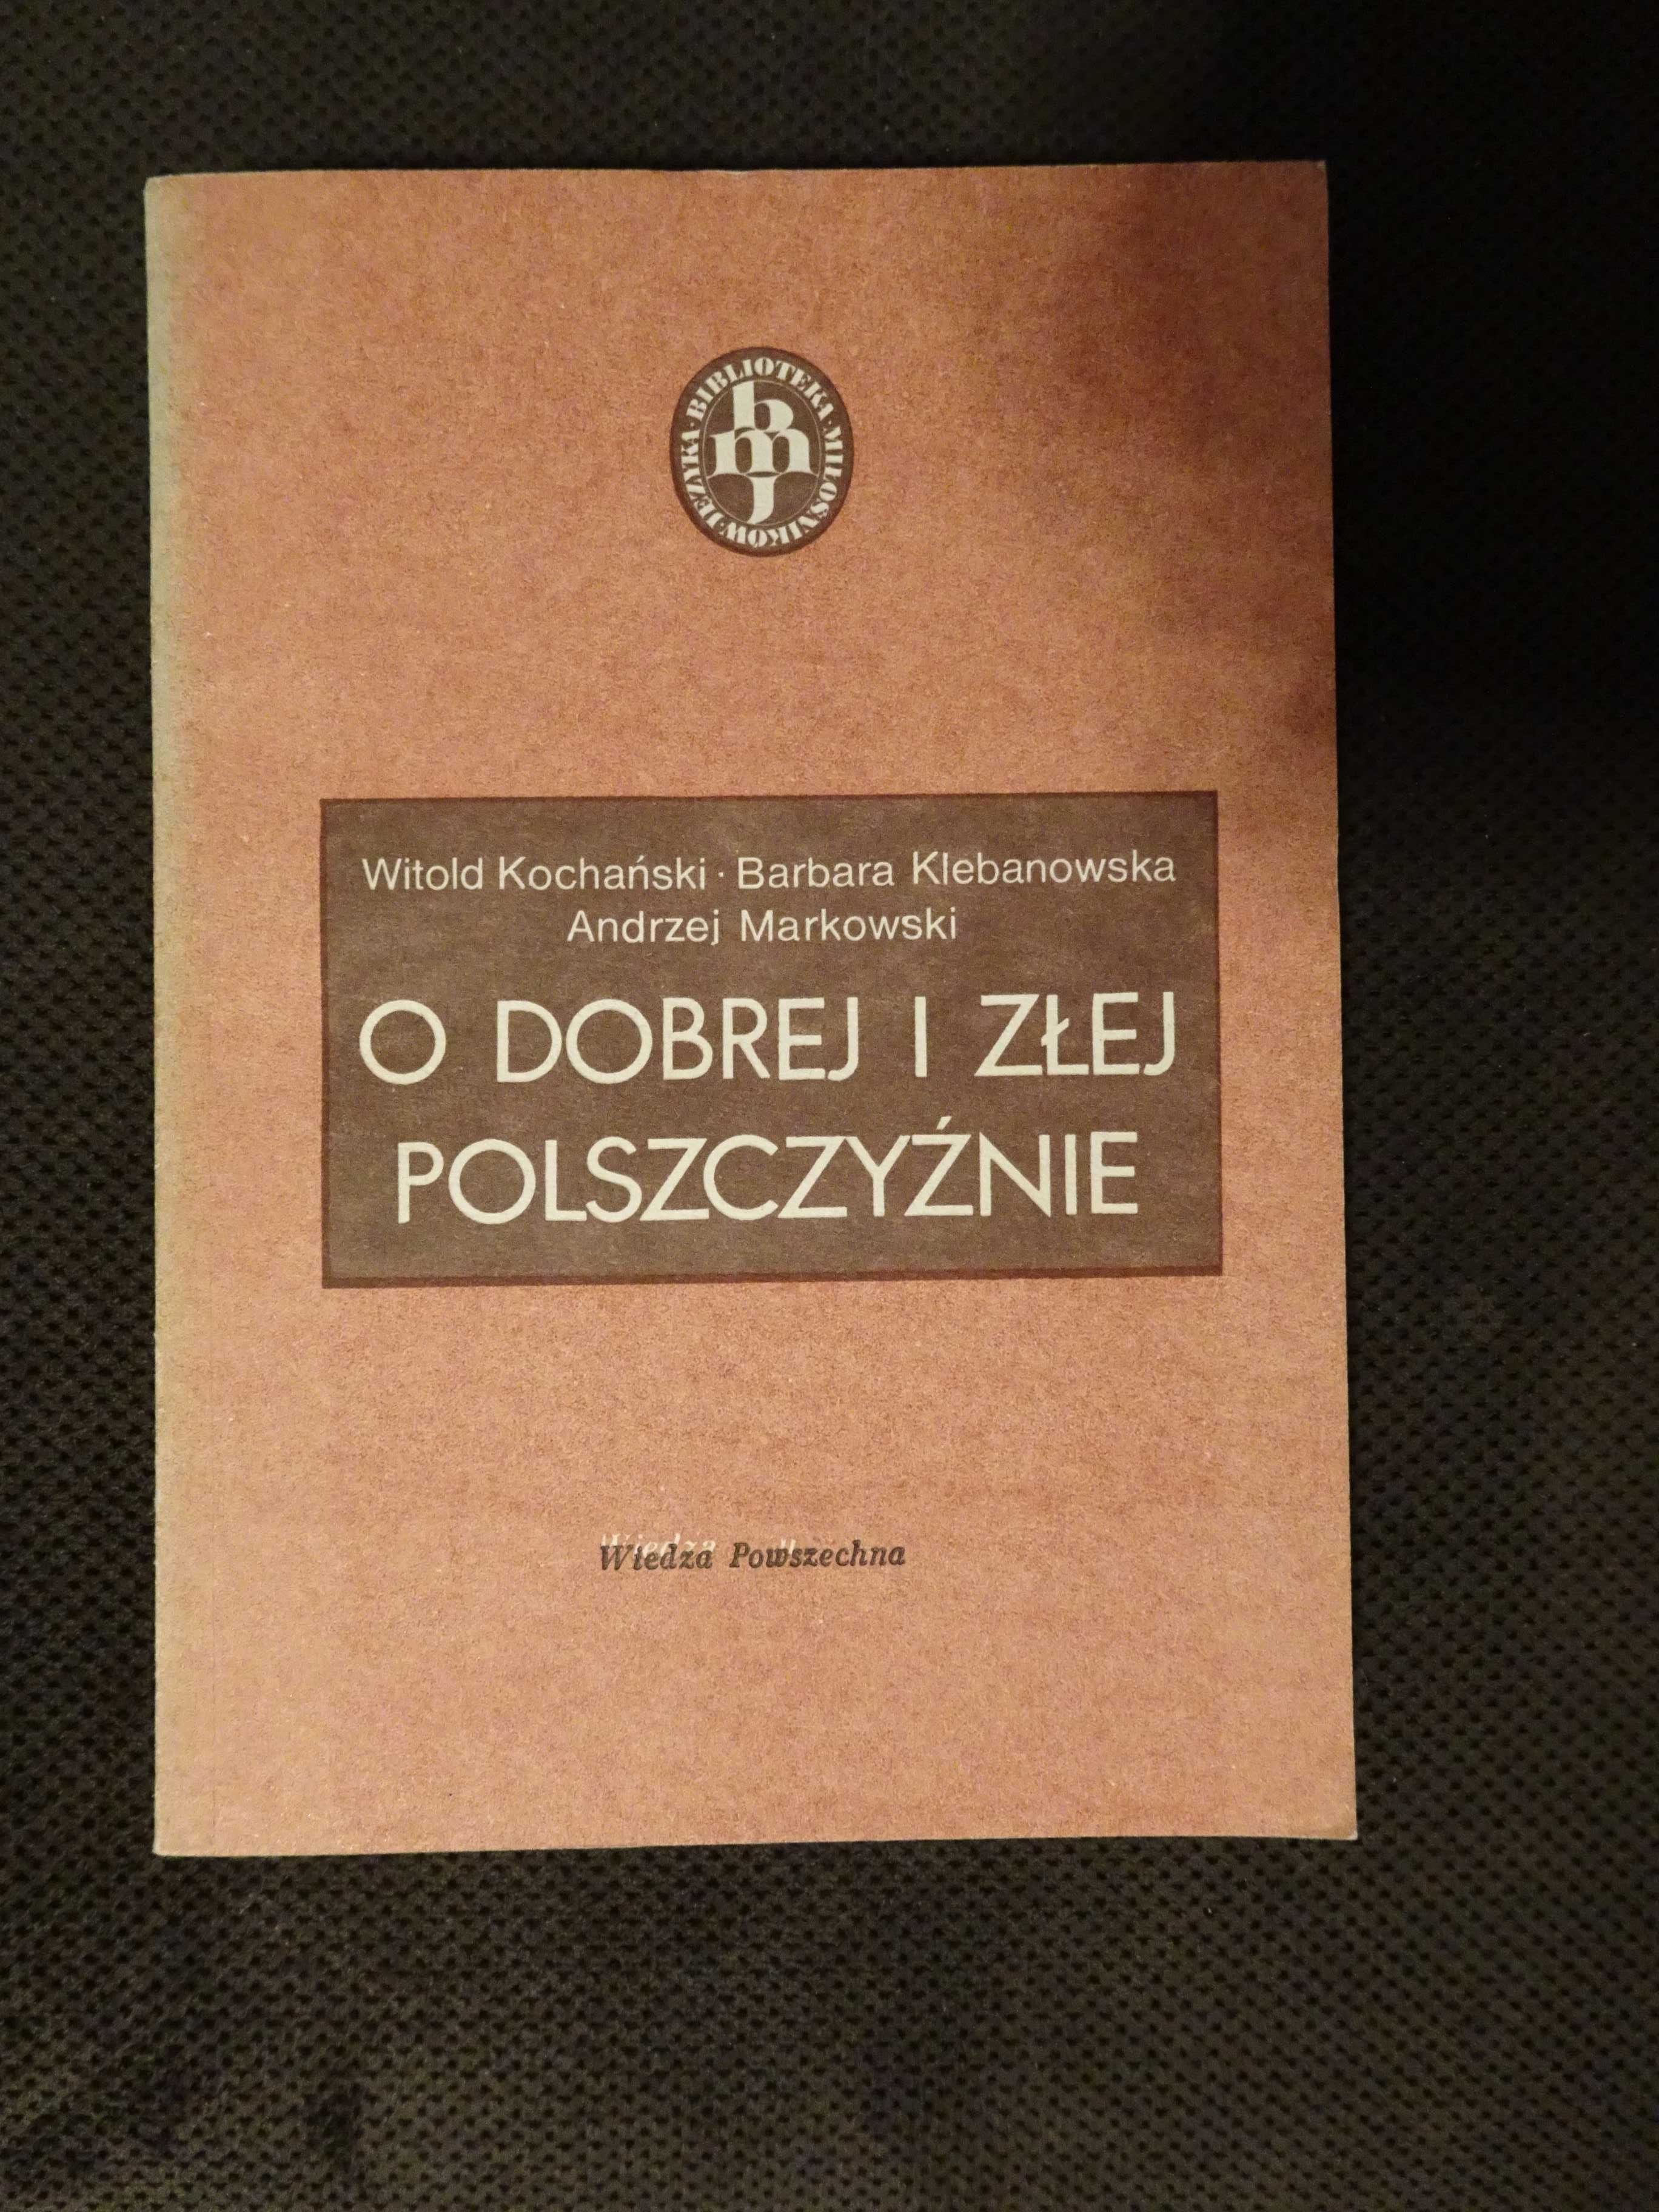 BIBLIOTEKA · MIŁOŚNIKÓW · JĘZYKA ·
bmj
Witold Kochański · Barbara Klebanowska
Andrzej Markowski
O DOBREJ I ZŁEJ
POLSZCZYŹNIE
Wiedza Powszechna